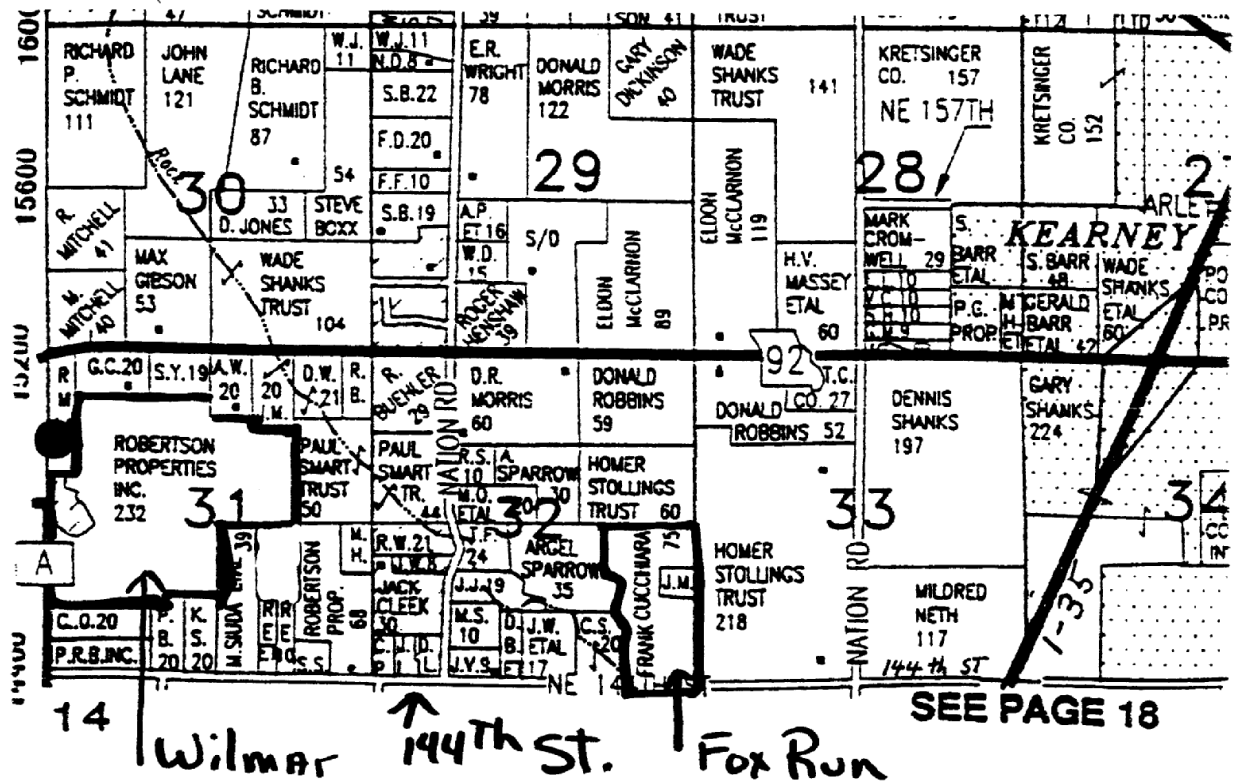 RICHARD
P.
SCHMIDT
111
JOHN
LANE
121
RICHARD
B.
SCHMIDT
87
W.J.
11
W.J.11
N.D.8
S.B.22
F.D.20
F.F.10
S.B.19
E.R.
WRIGHT
78
DONALD
MORRIS
122
GARY
DICKINSON
40
WADE
SHANKS
TRUST
141
KRETSINGER
CO. 157
NE 157TH
KRETSINGER
CO.
152
15600
Rock
30
54
29
28
R.
MITCHELL
41
33
D. JONES
STEVE
BOXX
A.P.
ET 16
S/D
W.D.
15
ELDON
McCLARNON
119
MARK
CROM-
WELL 29
S.
BARR
ETAL
KEARNEY
MAX
GIBSON
53
WADE
SHANKS
TRUST
104
M.
MITCHELL
40
ROGER
HENSHAW
39
ELDON
McCLARNON
89
H.V.
MASSEY
ETAL
60
P.G.
PROP.
S. BARR
48
GERALD
BARR
ETAL 42
WADE
SHANKS
ETAL
60
15200
92
R
M
G.C.20
S.Y.19
A.W.
20
20
D.W.
21
R.
B.
R.
BUEHLER
29
NATION RD
D.R.
MORRIS
60
DONALD
ROBBINS
59
DONALD
ROBBINS 52
T.C.
CO. 27
DENNIS
SHANKS
197
GARY
SHANKS
224
ROBERTSON
PROPERTIES
INC.
232
31
PAUL
SMART
TRUST
50
PAUL
SMART
TR.
44
R.S.
10
A.
SPARROW
30
M.O.
ETAL
32
HOMER
STOLLINGS
TRUST 60
33
34
A
M. SAUDA ETAL 39
ROBERTSON
PROP.
68
M.
H.
R.W.21
J.W.8
JACK
CLEEK
30
24
J.J.19
ARGEL
SPARROW
35
FRANK CUCCHIARA
75
J.M.
HOMER
STOLLINGS
TRUST
218
NATION RD
MILDRED
NETH
117
I-35
C.O.20
P.R.B.INC.
P.
B.
20
K.
S.
20
S.S.
M.S.
10
J.V.9
J.W.
ETAL
17
C.S.
20
144th ST
14400
SEE PAGE 18
14
Wilmar
144th St.
Fox Run